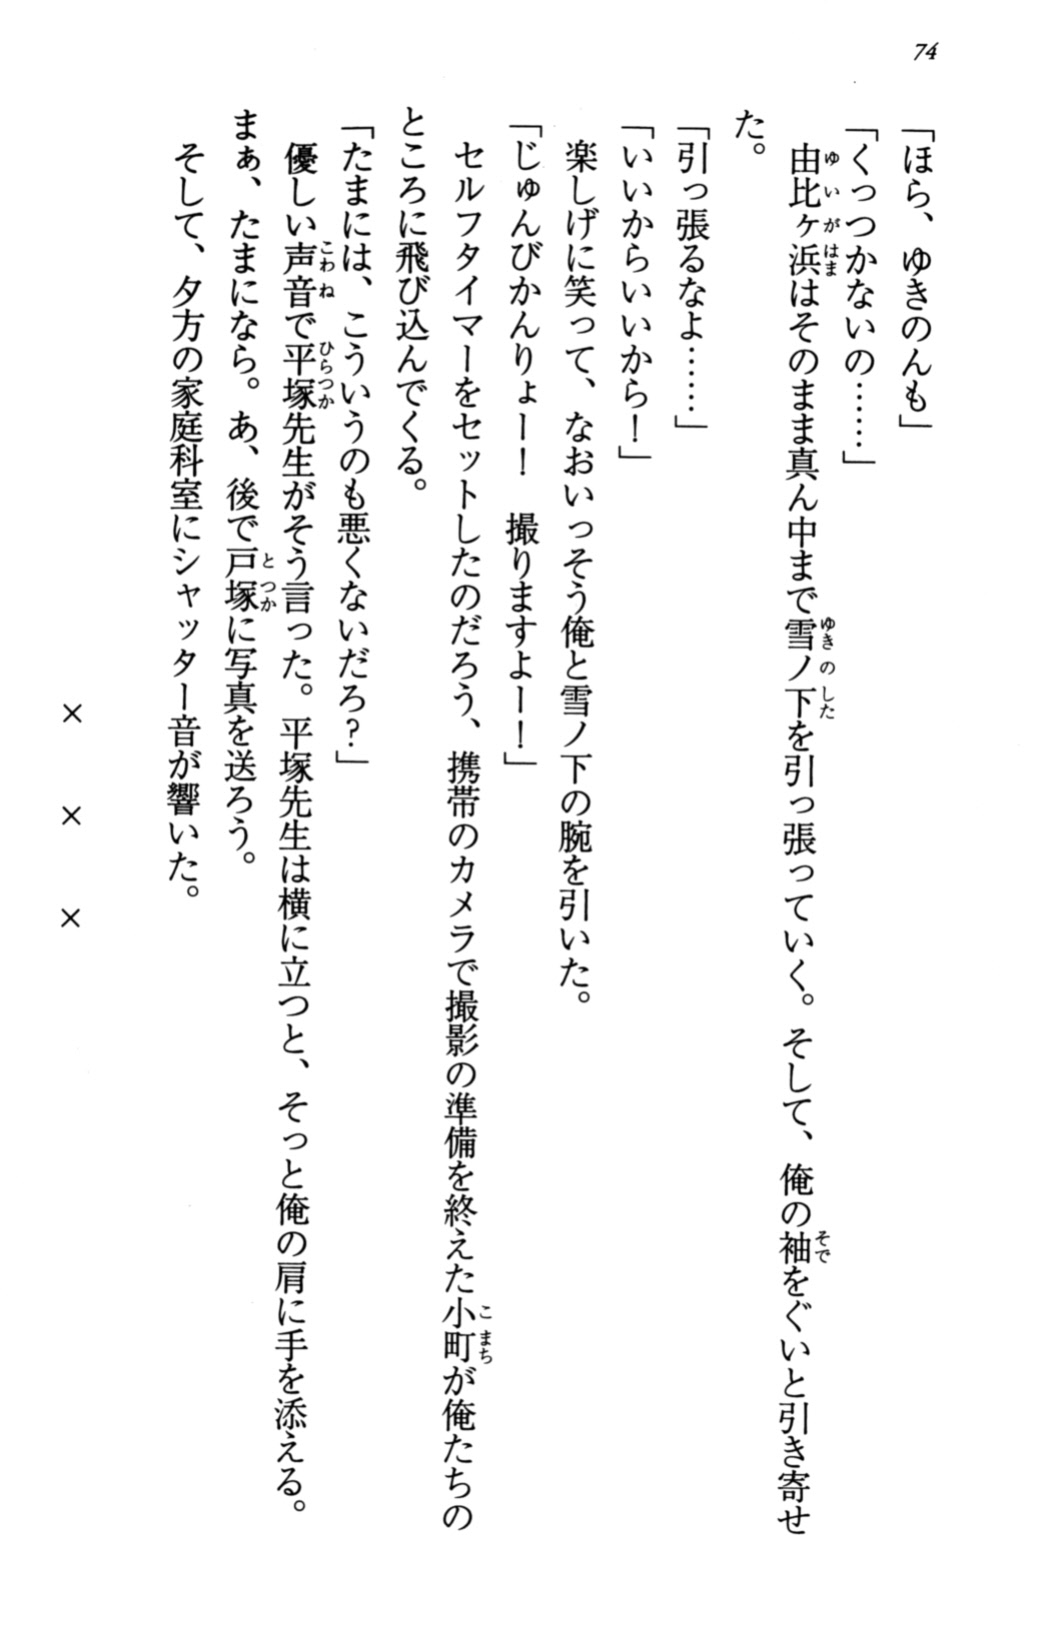 74
「ほら、ゆきのんも」
「くっつかないの……」
　由比ヶ浜はそのまま真ん中まで雪ノ下を引っ張っていく。そして、俺の袖をぐいと引き寄せ
た。
「引っ張るなよ……」
「いいからいいから！」
　楽しげに笑って、なおいっそう俺と雪ノ下の腕を引いた。
「じゅんびかんりょー！　撮りますよー！」
　セルフタイマーをセットしたのだろう、携帯のカメラで撮影の準備を終えた小町が俺たちの
ところに飛び込んでくる。
「たまには、こういうのも悪くないだろ？」
　優しい声音で平塚先生がそう言った。平塚先生は横に立つと、そっと俺の肩に手を添える。
まぁ、たまになら。あ、後で戸塚に写真を送ろう。
　そして、夕方の家庭科室にシャッター音が響いた。
×　×　×